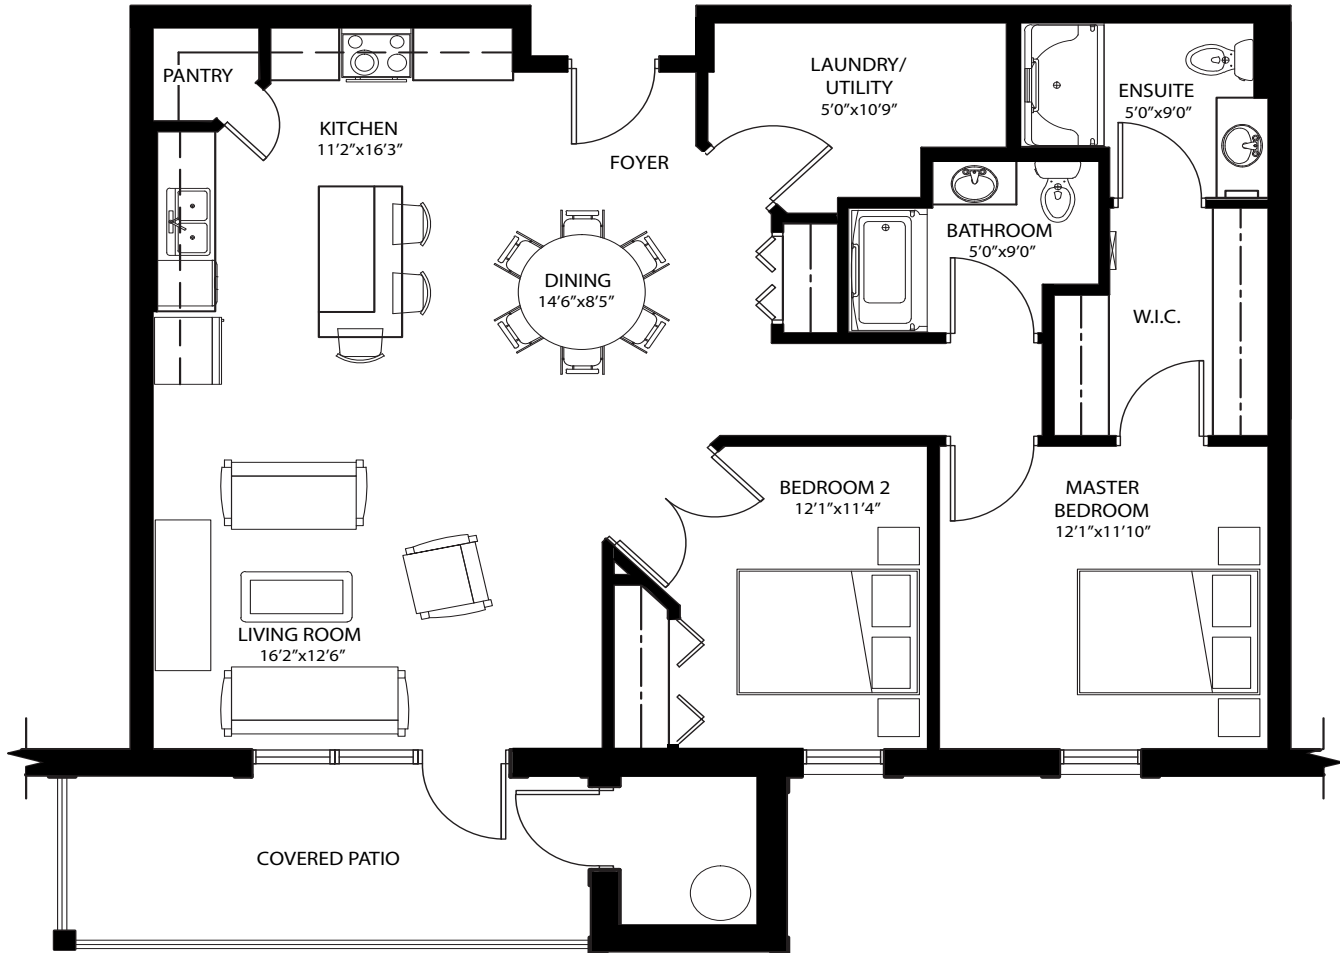 PANTRY
KITCHEN
11'2"x16'3"
FOYER
LAUNDRY/
UTILITY
5'0"x10'9"
ENSUITE
5'0"x9'0"
BATHROOM
5'0"x9'0"
DINING
14'6"x8'5"
W.I.C.
BEDROOM 2
12'1"x11'4"
MASTER
BEDROOM
12'1"x11'10"
LIVING ROOM
16'2"x12'6"
COVERED PATIO